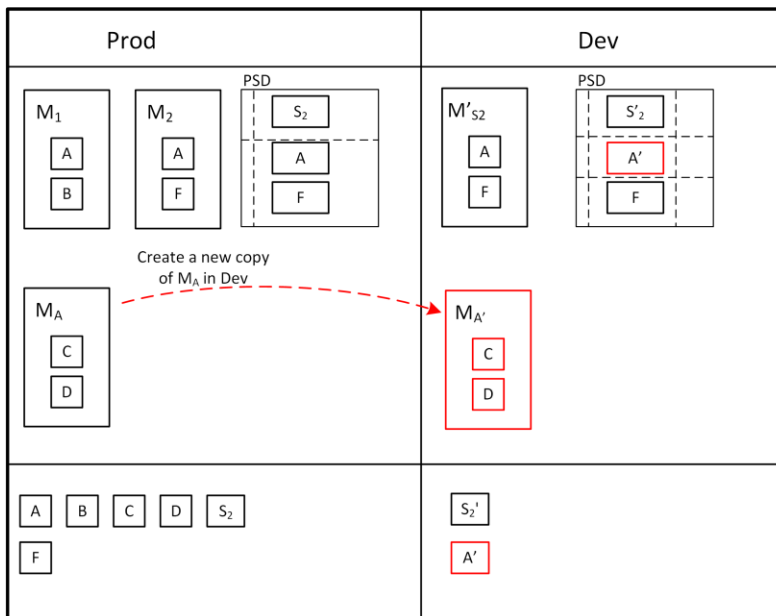 Prod
Dev
PSD
M₁
A
B
M₂
A
F
S₂
A
F
M'S2
A
F
PSD
S'₂
A'
F
Create a new copy
of MA in Dev
MA
C
D
MA'
C
D
A B C D S₂
F
S₂'
A'